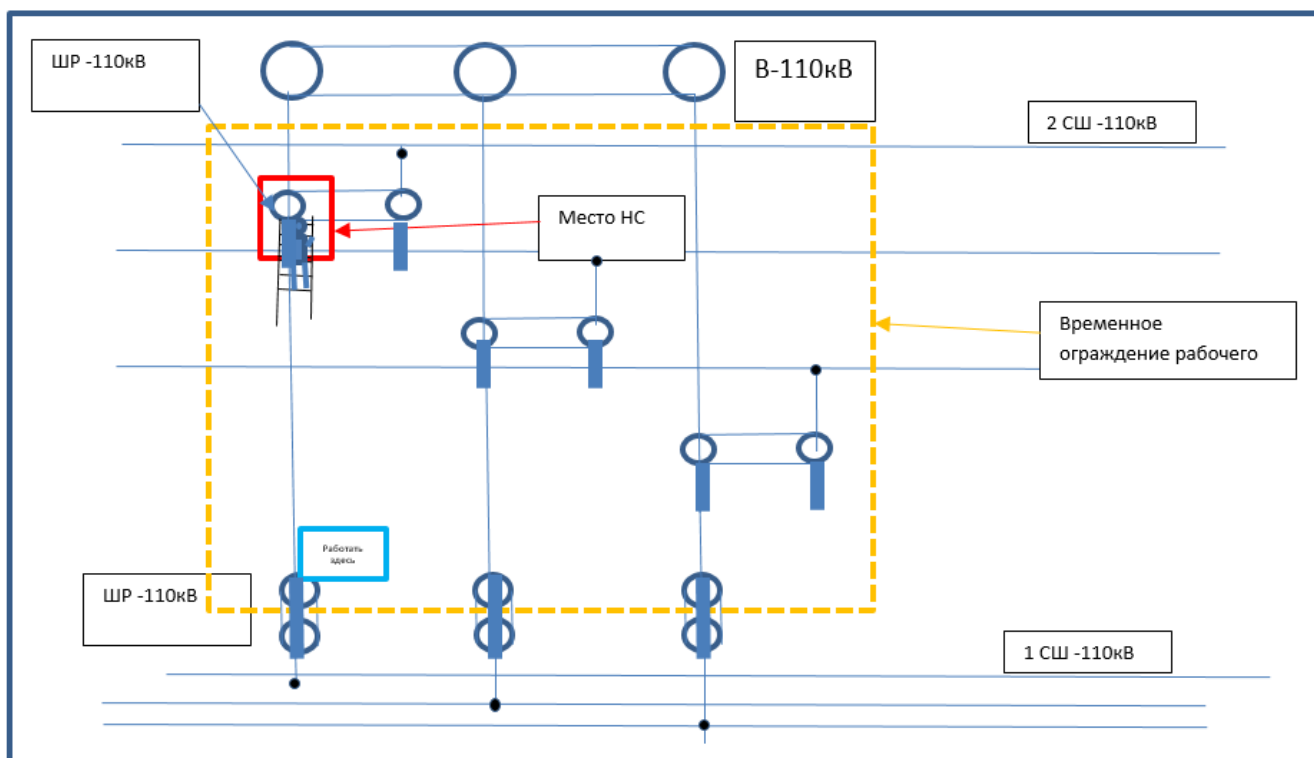 ШР -110кВ
В-110кВ
2 СШ -110кВ
Место НС
Временное
ограждение рабочего
Работать
здесь
ШР -110кВ
1 СШ -110кВ